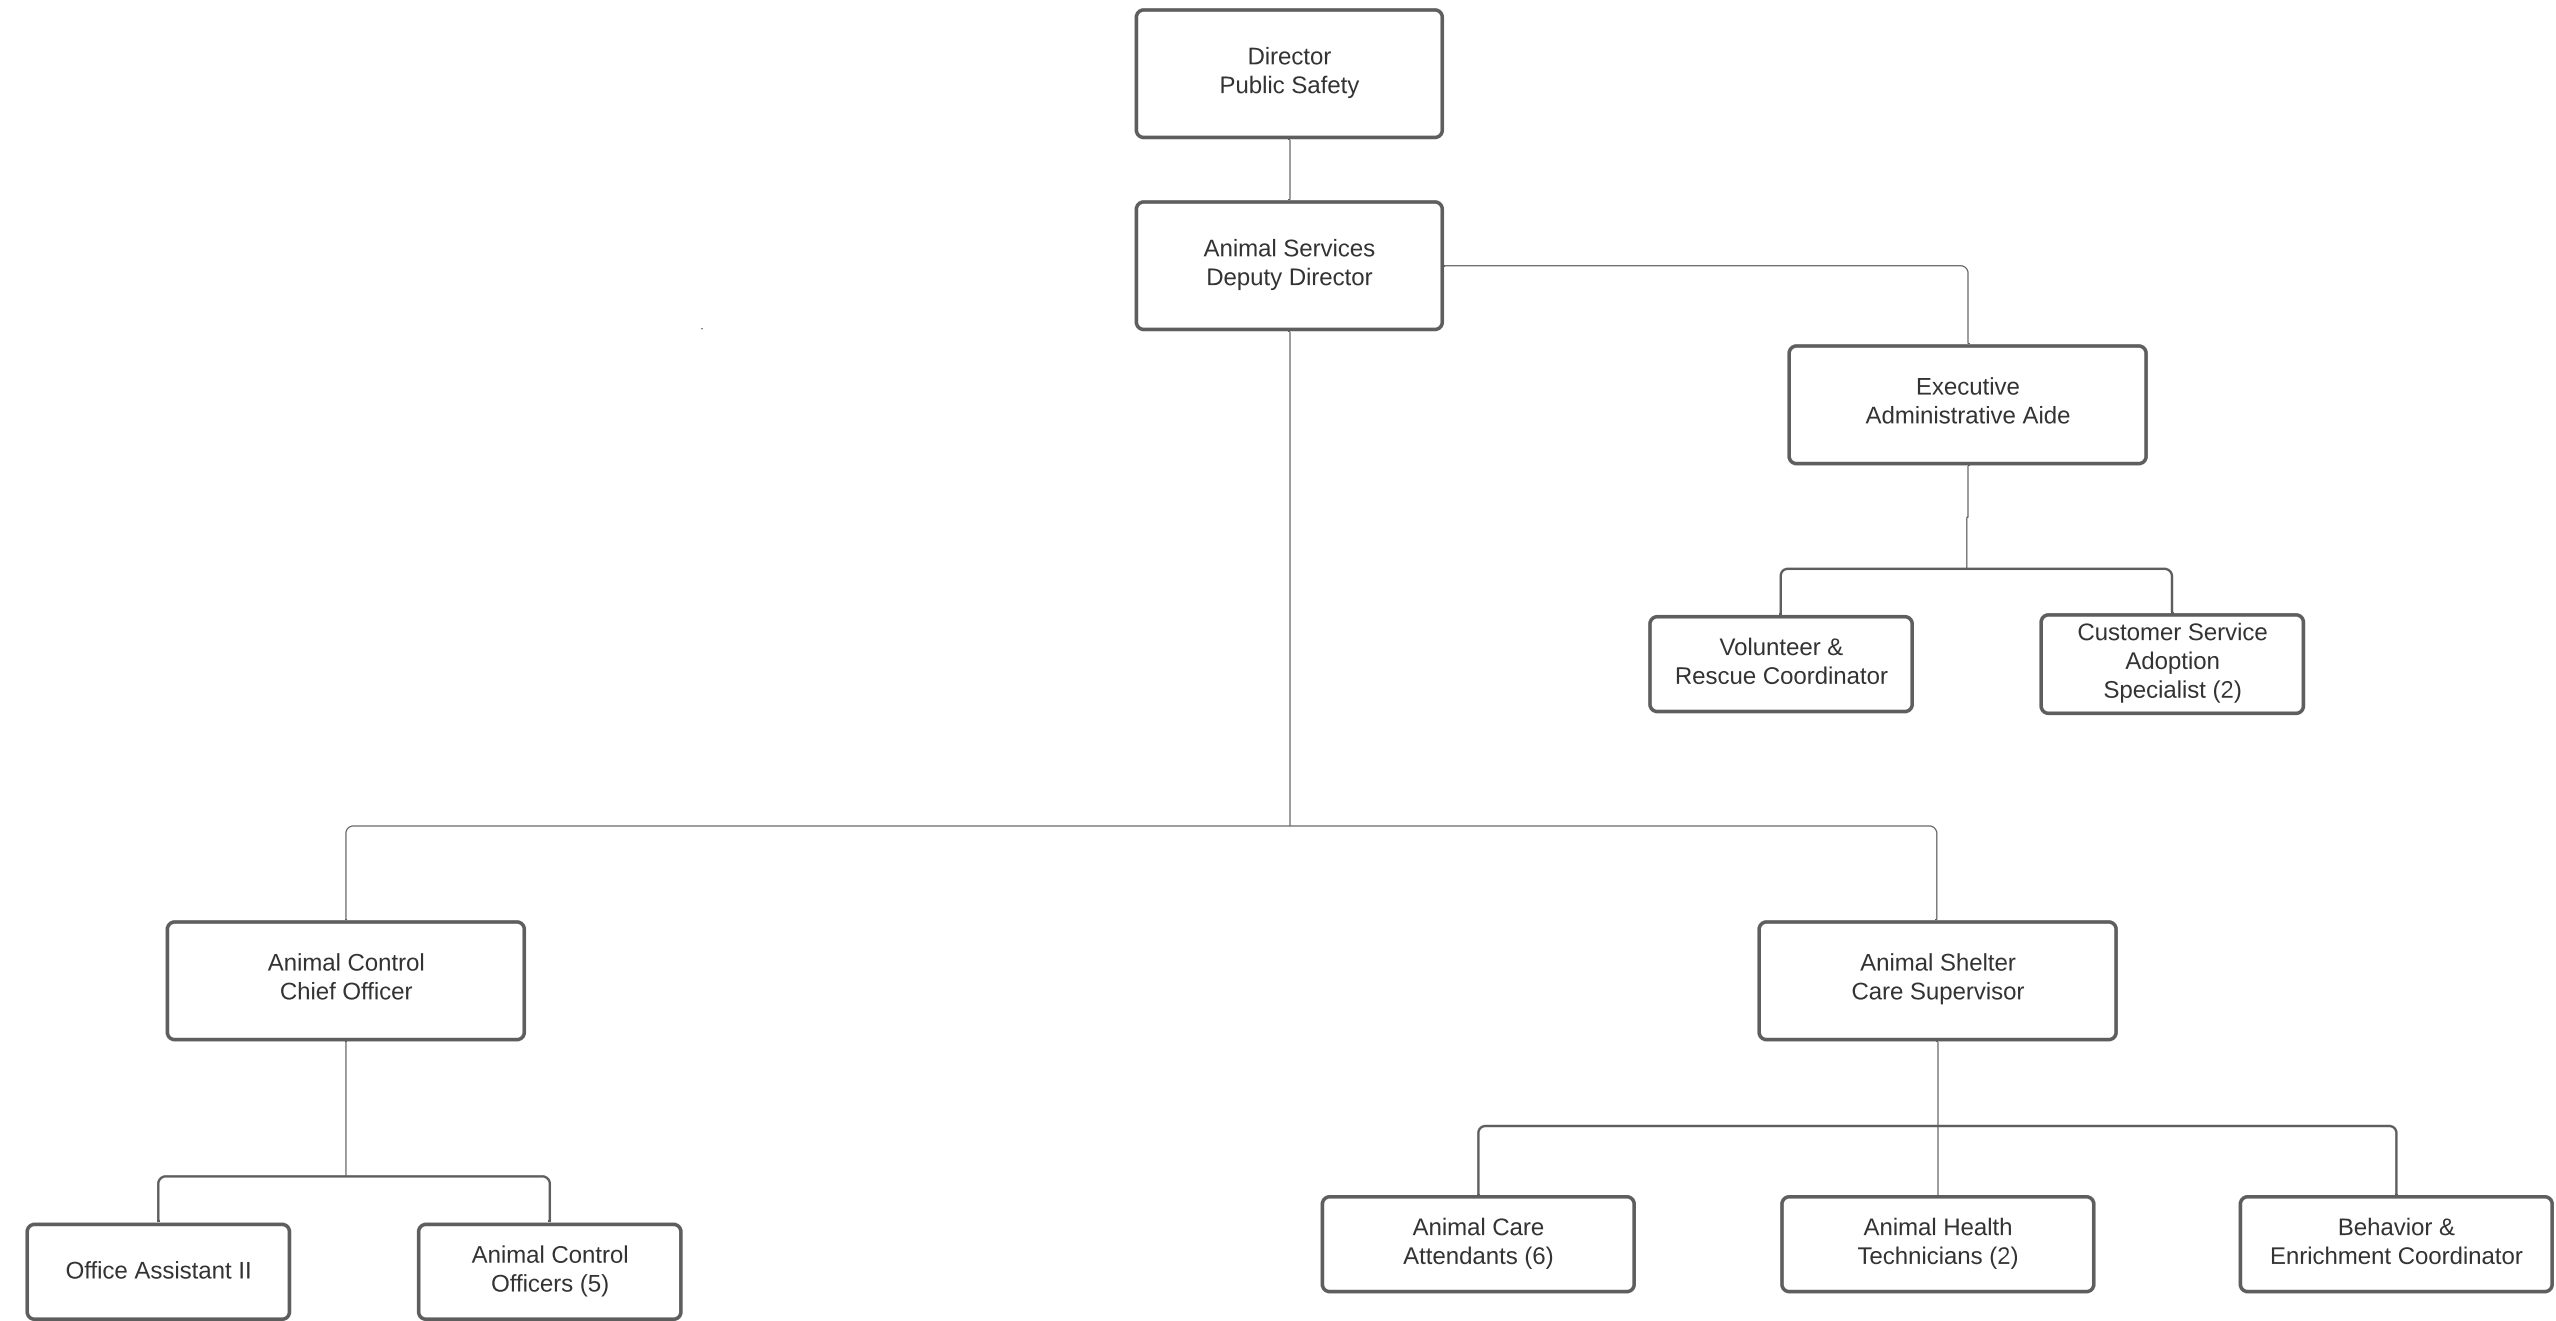 Director
Public Safety
Animal Services
Deputy Director
Executive
Administrative Aide
Volunteer &
Rescue Coordinator
Customer Service
Adoption
Specialist (2)
Animal Control
Chief Officer
Animal Shelter
Care Supervisor
Office Assistant II
Animal Control
Officers (5)
Animal Care
Attendants (6)
Animal Health
Technicians (2)
Behavior &
Enrichment Coordinator